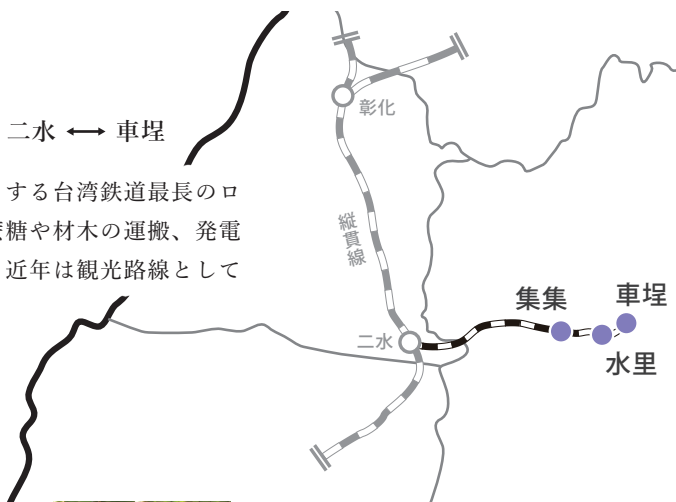 二水 ⟷ 車埕
する台湾鉄道最長のロ
糖や材木の運搬、発電
近年は観光路線として
彰化
縦貫線
二水
集集
車埕
水里